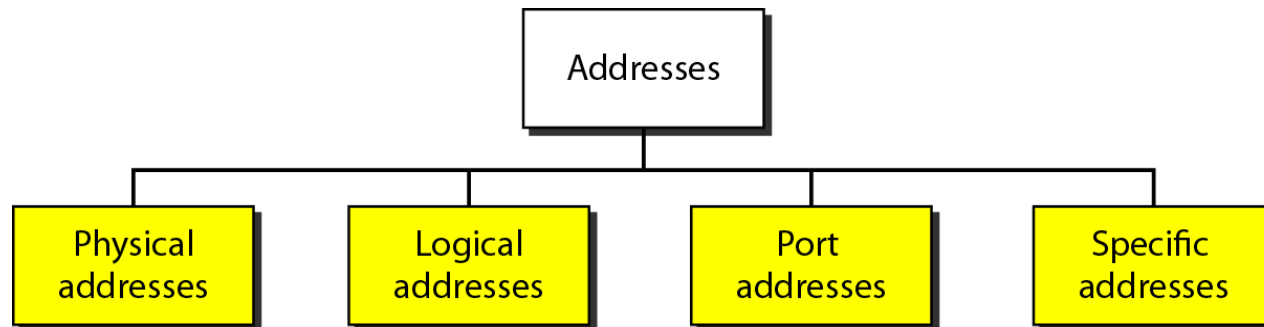 Addresses
Physical
addresses
Logical
addresses
Port
addresses
Specific
addresses